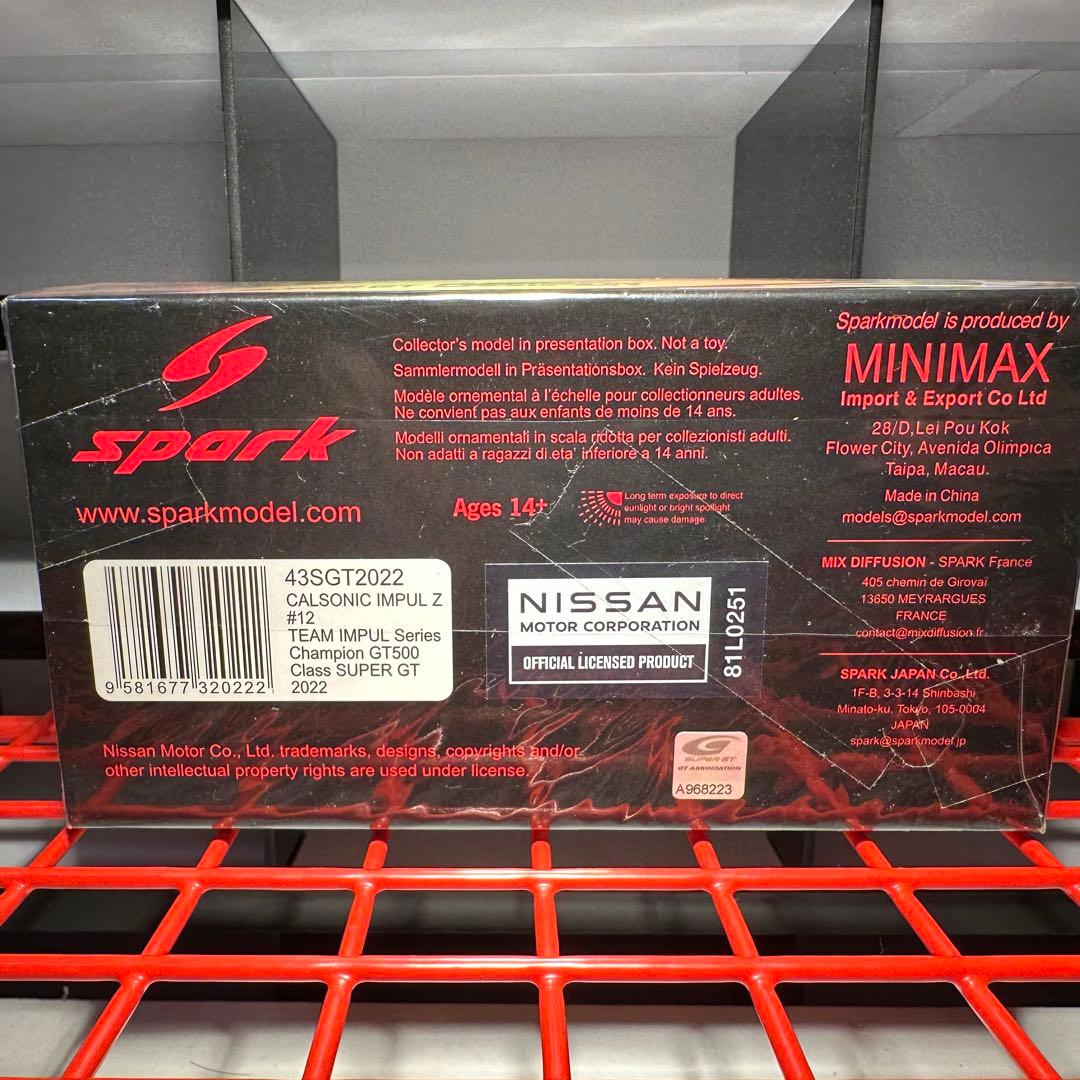 spark
www.sparkmodel.com
Collector's model in presentation box. Not a toy.
Sammlermodell in Präsentationsbox. Kein Spielzeug.
Modèle ornemental à l'échelle pour collectionneurs adultes.
Ne convient pas aux enfants de moins de 14 ans.
Modelli ornamentali in scala ridotta per collezionisti adulti.
Non adatti a ragazzi di eta' inferiore a 14 anni.
Ages 14+
Long term exposure to direct
sunlight or bright spotlight
may cause damage
Sparkmodel is produced by
MINIMAX
Import & Export Co Ltd
28/D,Lei Pou Kok
Flower City, Avenida Olimpica
Taipa, Macau.
Made in China
models@sparkmodel.com
MIX DIFFUSION - SPARK France
405 chemin de Girovai
13650 MEYRARGUES
FRANCE
contact@mixdiffusion.fr
SPARK JAPAN Co.,Ltd.
1F-B, 3-3-14 Shinbashi
Minato-ku, Tokyo, 105-0004
JAPAN
spark@sparkmodel.jp
43SGT2022
CALSONIC IMPUL Z
#12
TEAM IMPUL Series
Champion GT500
Class SUPER GT
2022
9 581677 320222
NISSAN
MOTOR CORPORATION
OFFICIAL LICENSED PRODUCT
81L0251
Nissan Motor Co., Ltd. trademarks, designs, copyrights and/or
other intellectual property rights are used under license.
SUPER GT
GT ASSOCIATION
A968223